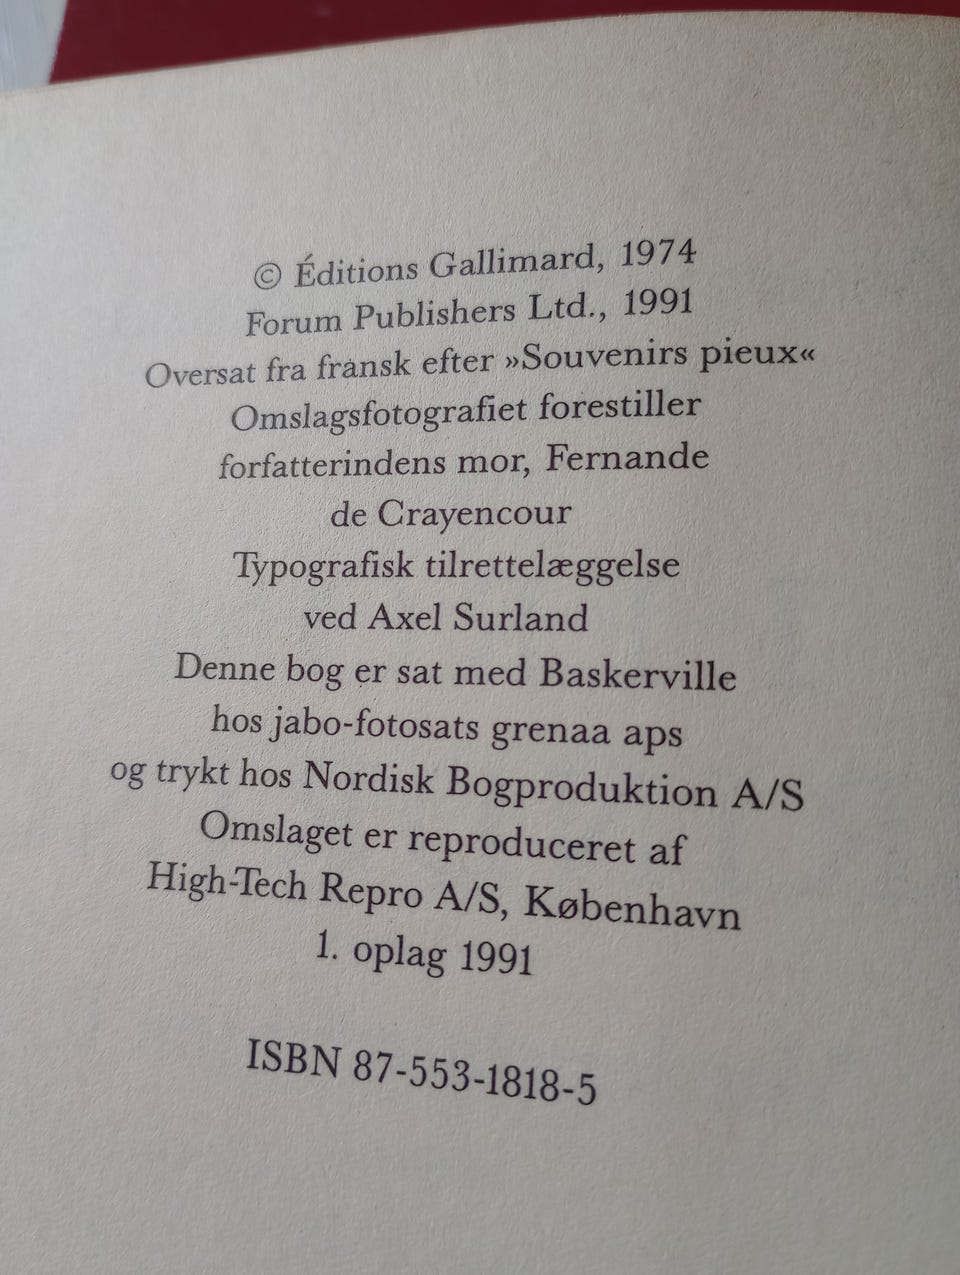 © Éditions Gallimard, 1974
Forum Publishers Ltd., 1991
Oversat fra fransk efter »Souvenirs pieux«
Omslagsfotografiet forestiller
forfatterindens mor, Fernande
de Crayencour
Typografisk tilrettelæggelse
ved Axel Surland
Denne bog er sat med Baskerville
hos jabo-fotosats grenaa aps
og trykt hos Nordisk Bogproduktion A/S
Omslaget er reproduceret af
High-Tech Repro A/S, København
1. oplag 1991
ISBN 87-553-1818-5